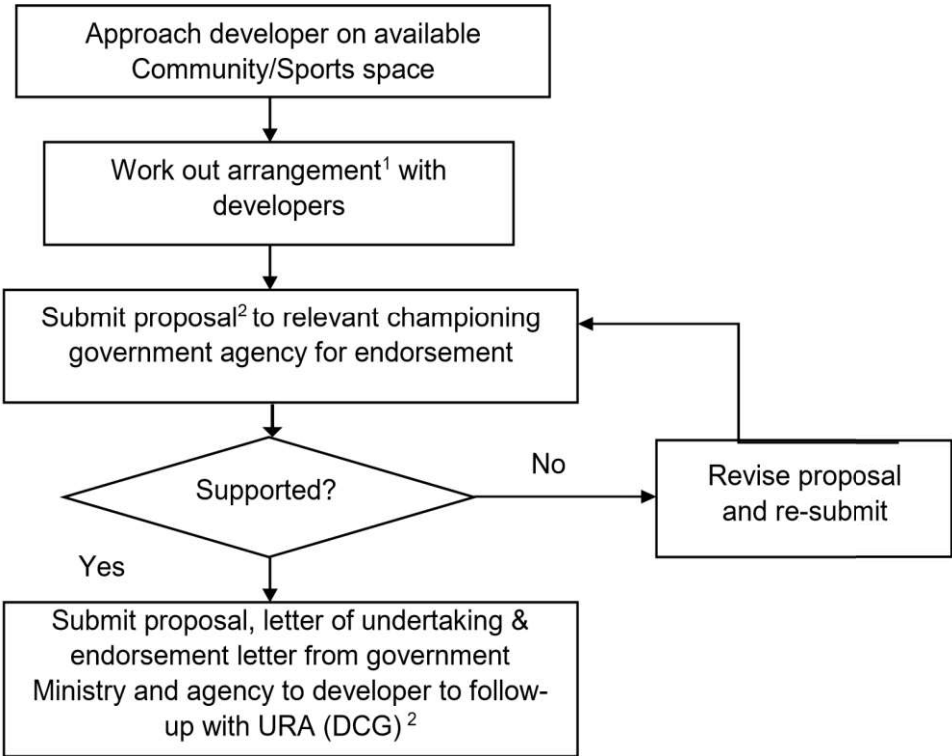 Approach developer on available
Community/Sports space
Work out arrangement¹ with
developers
Submit proposal² to relevant championing
government agency for endorsement
Supported?
No
Revise proposal
and re-submit
Yes
Submit proposal, letter of undertaking &
endorsement letter from government
Ministry and agency to developer to follow-
up with URA (DCG) ²